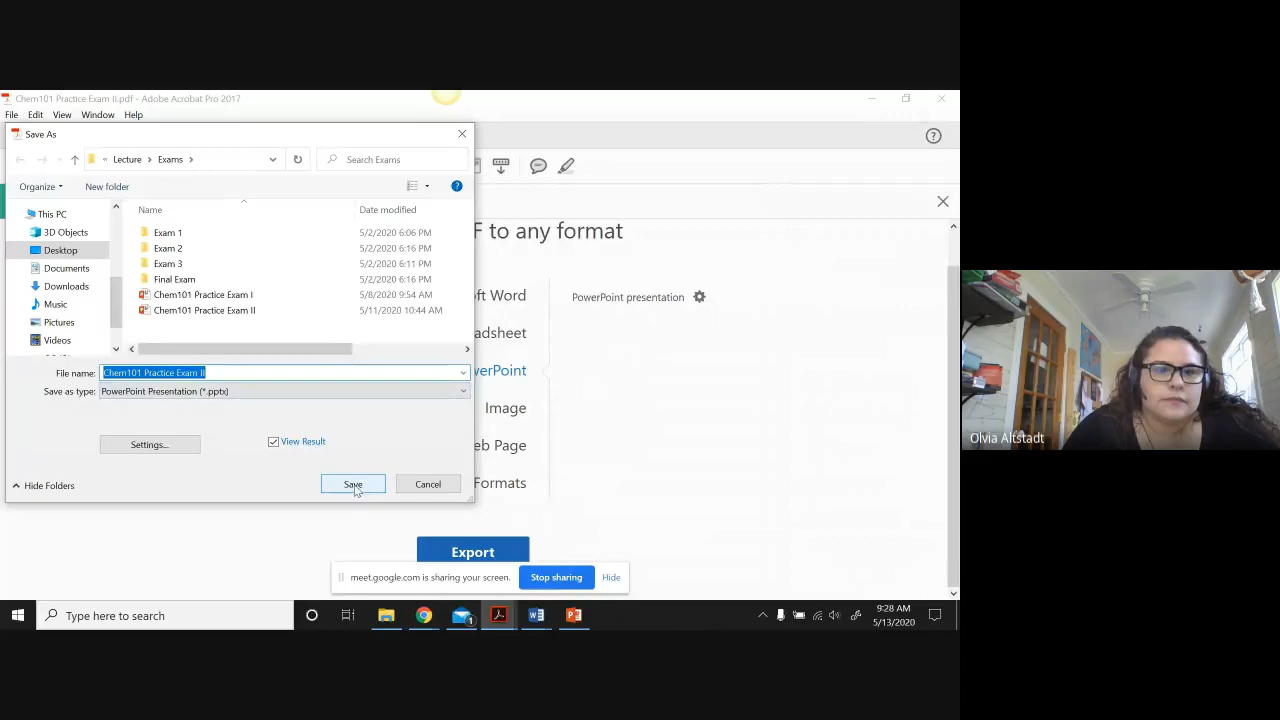 Chem101 Practice Exam II.pdf - Adobe Acrobat Pro 2017
File Edit View Window Help
Save As
« Lecture > Exams >
Search Exams
Organize
New folder
This PC
3D Objects
Desktop
Documents
Downloads
Music
Pictures
Videos
Name Date modified
Exam 1 5/2/2020 6:06 PM
Exam 2 5/2/2020 6:16 PM
Exam 3 5/2/2020 6:11 PM
Final Exam 5/2/2020 6:16 PM
Chem101 Practice Exam I 5/8/2020 9:54 AM
Chem101 Practice Exam II 5/11/2020 10:44 AM
File name: Chem101 Practice Exam II
Save as type: PowerPoint Presentation (*.pptx)
Settings...
View Result
Hide Folders
Save
Cancel
F to any format
oft Word
eadsheet
werPoint
Image
eb Page
Formats
PowerPoint presentation
Export
meet.google.com is sharing your screen.
Stop sharing
Hide
Type here to search
1
9:28 AM
5/13/2020
Olvia Altstadt